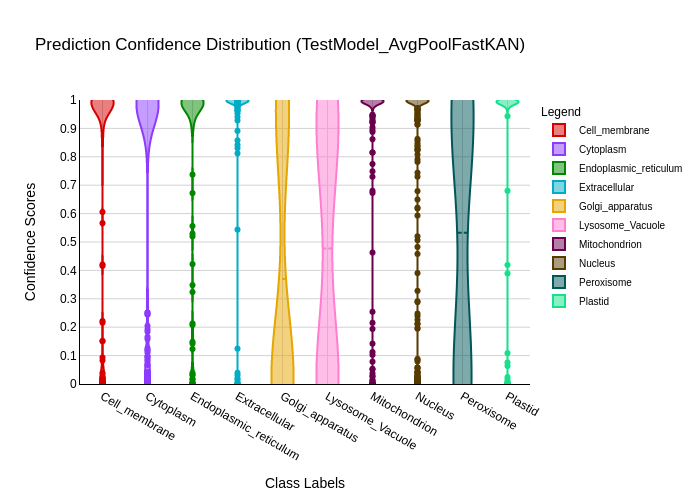 Prediction Confidence Distribution (TestModel_AvgPoolFastKAN)
Legend
Cell_membrane
Cytoplasm
Endoplasmic_reticulum
Extracellular
Golgi_apparatus
Lysosome_Vacuole
Mitochondrion
Nucleus
Peroxisome
Plastid
Confidence Scores
1
0.9
0.8
0.7
0.6
0.5
0.4
0.3
0.2
0.1
0
Cell_membrane
Cytoplasm
Endoplasmic_reticulum
Extracellular
Golgi_apparatus
Lysosome_Vacuole
Mitochondrion
Nucleus
Peroxisome
Plastid
Class Labels